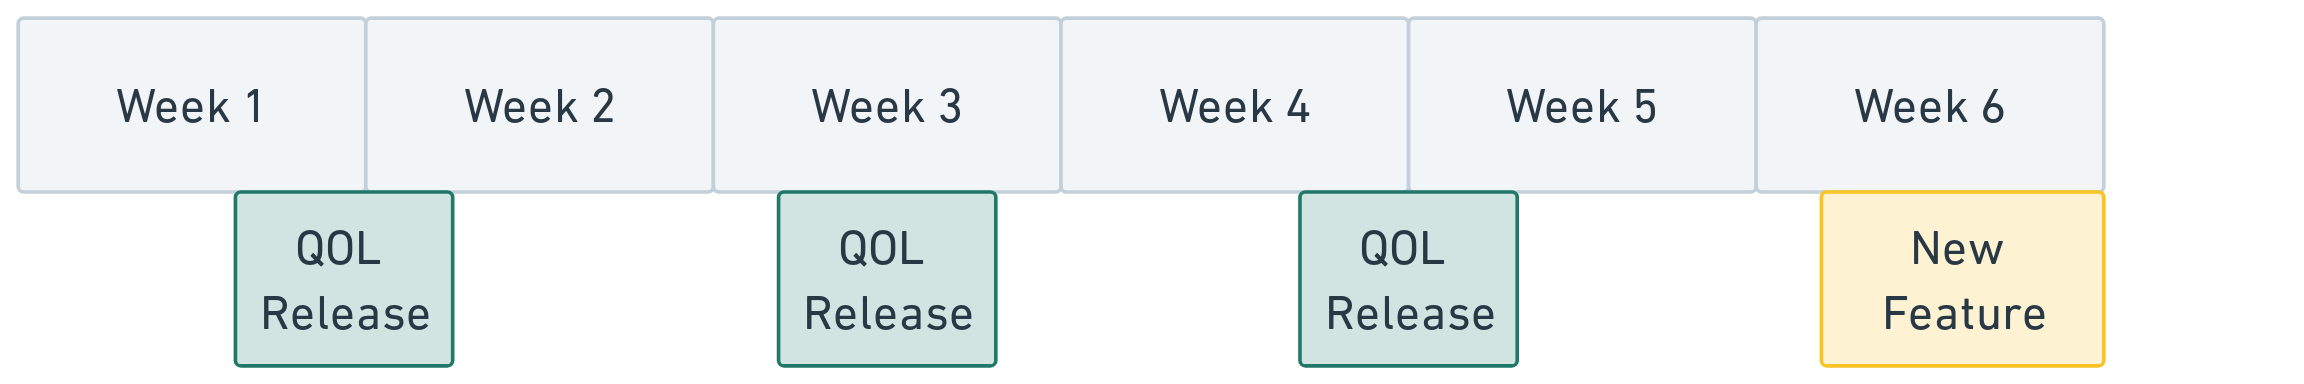 Week 1
Week 2
Week 3
Week 4
Week 5
Week 6
QOL
Release
QOL
Release
QOL
Release
New
Feature